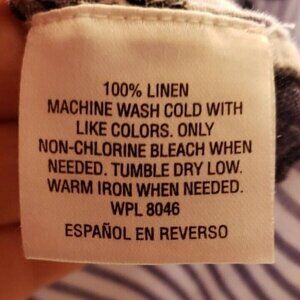 100% LINEN
MACHINE WASH COLD WITH
LIKE COLORS. ONLY
NON-CHLORINE BLEACH WHEN
NEEDED. TUMBLE DRY LOW.
WARM IRON WHEN NEEDED.
WPL 8046
ESPAÑOL EN REVERSO